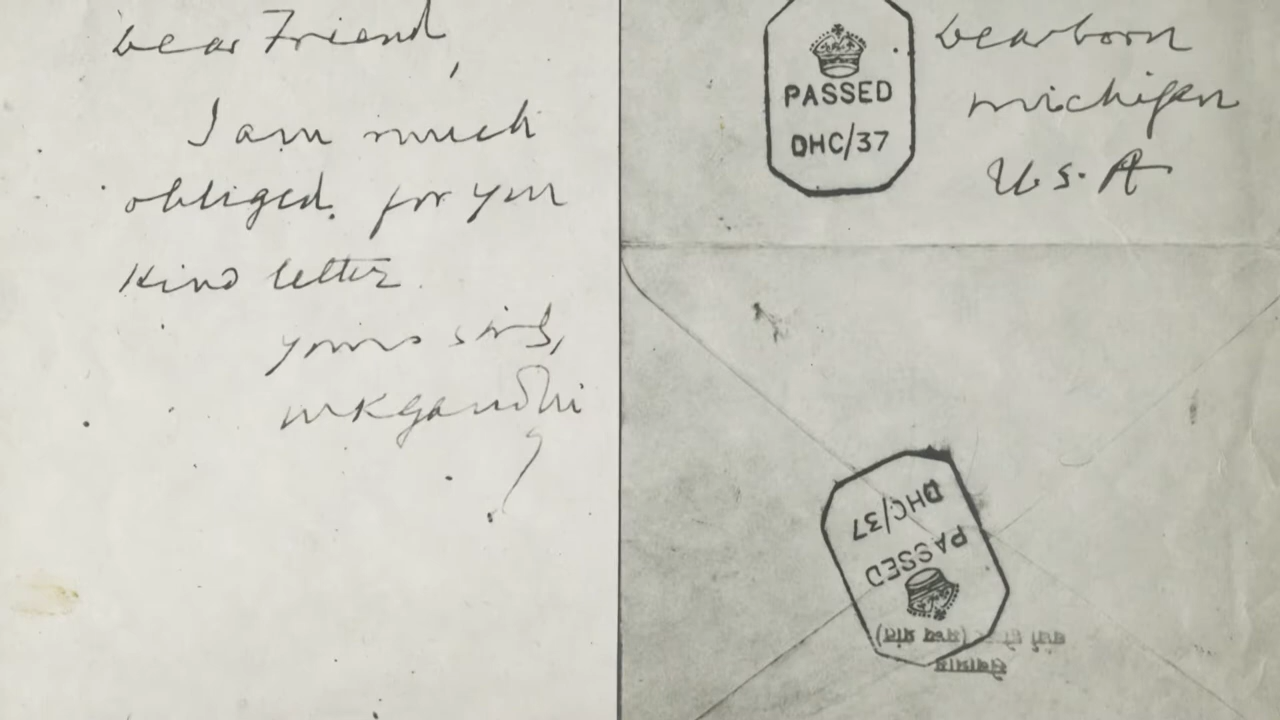 Dear Friend,
I am much
obliged. for your
kind letter.
yours
MKGandhi
PASSED
DHC/37
Dearborn
Michigan
U.S.A
DHC/37
PASSED
सेवाग्राम